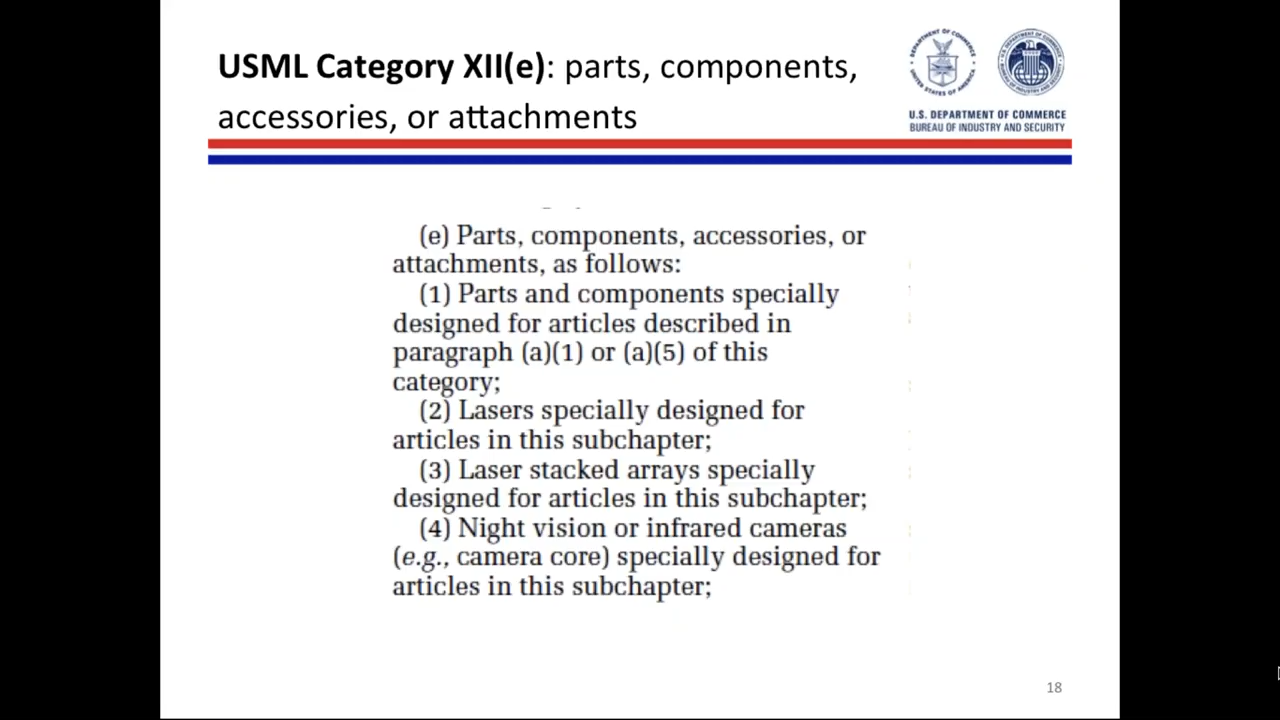 USML Category XII(e): parts, components,
accessories, or attachments
U.S. DEPARTMENT OF COMMERCE
BUREAU OF INDUSTRY AND SECURITY
(e) Parts, components, accessories, or
attachments, as follows:
(1) Parts and components specially
designed for articles described in
paragraph (a)(1) or (a)(5) of this
category;
(2) Lasers specially designed for
articles in this subchapter;
(3) Laser stacked arrays specially
designed for articles in this subchapter;
(4) Night vision or infrared cameras
(e.g., camera core) specially designed for
articles in this subchapter;
18